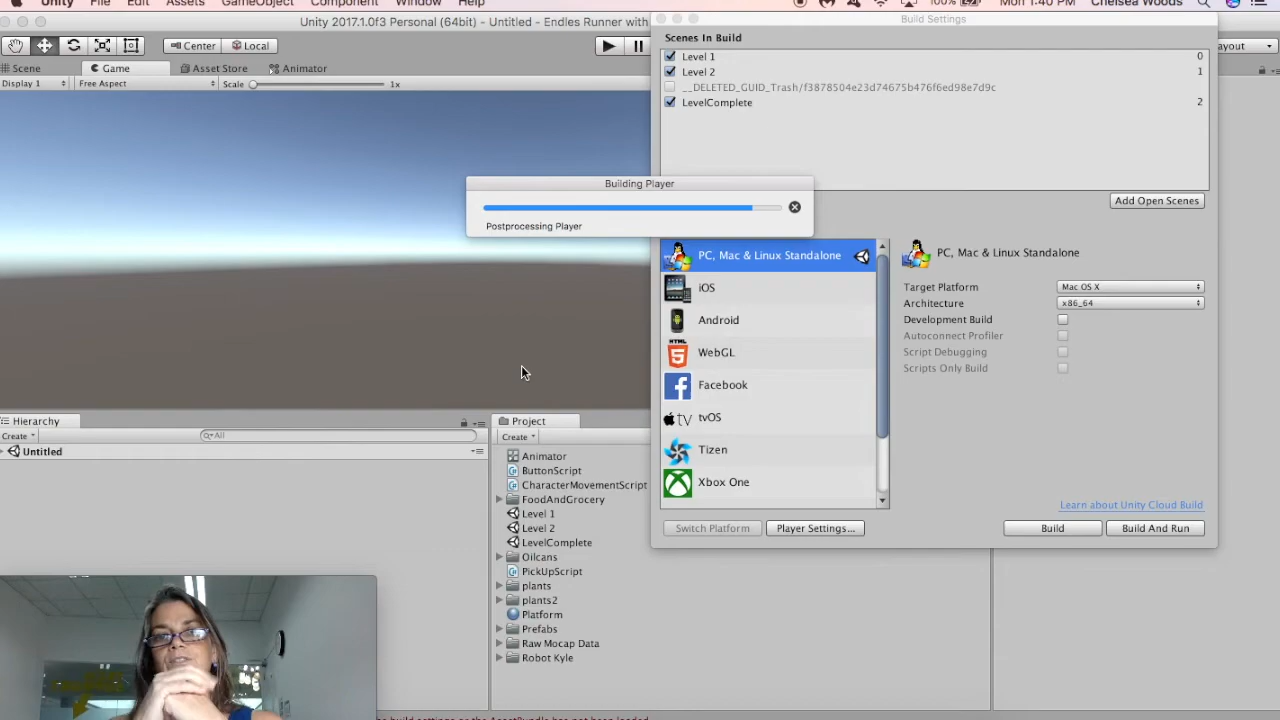 Unity File Edit Assets GameObject Component Window Help 100% Mon 1:40 PM Chelsea Woods
Unity 2017.1.0f3 Personal (64bit) - Untitled - Endles Runner with
Build Settings
Center Local
Scenes In Build
Level 1 0
Level 2 1
__DELETED_GUID_Trash/f3878504e23d74675b476f6ed98e7d9c
LevelComplete 2
Scene Game Asset Store Animator
Display 1 Free Aspect Scale 1x
ayout
Building Player
Postprocessing Player
Add Open Scenes
PC, Mac & Linux Standalone
iOS
Android
HTML
WebGL
Facebook
tv tvOS
Tizen
Xbox One
PC, Mac & Linux Standalone
Target Platform Mac OS X
Architecture x86_64
Development Build
Autoconnect Profiler
Script Debugging
Scripts Only Build
Learn about Unity Cloud Build
Switch Platform Player Settings... Build Build And Run
Hierarchy
Create All
Untitled
Project
Create
Animator
ButtonScript
CharacterMovementScript
FoodAndGrocery
Level 1
Level 2
LevelComplete
Oilcans
PickUpScript
plants
plants2
Platform
Prefabs
Raw Mocap Data
Robot Kyle